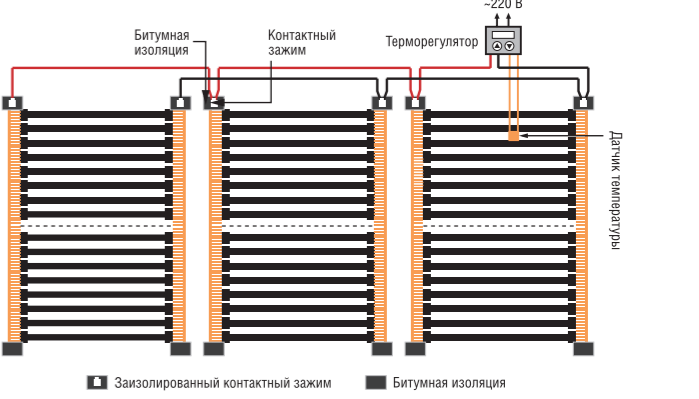 ~220 В
Битумная
изоляция
Контактный
зажим
Терморегулятор
Датчик температуры
Заизолированный контактный зажим
Битумная изоляция